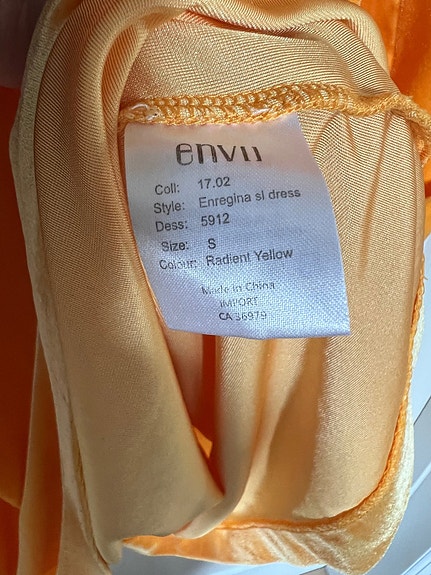 envii
Coll: 17.02
Style: Enregina sl dress
Dess: 5912
Size: S
Colour: Radient Yellow
Made in China
IMPORT
CA 36979